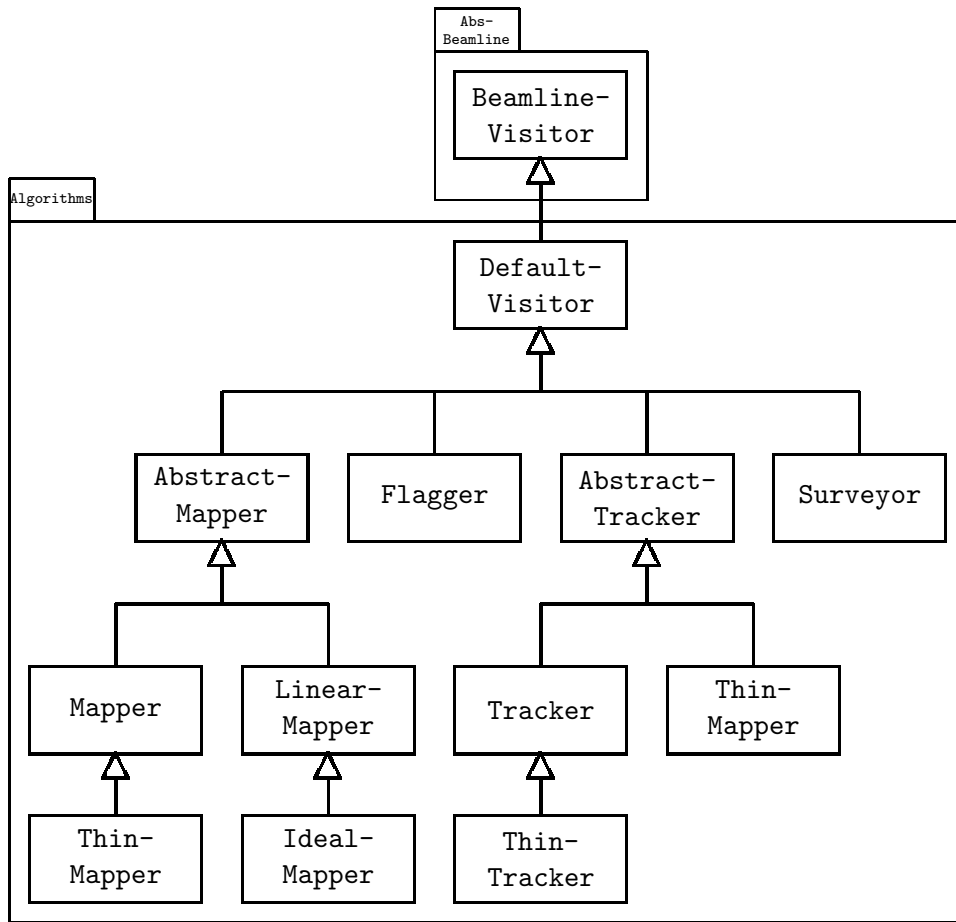 Abs-
Beamline
Beamline-
Visitor
Algorithms
Default-
Visitor
Abstract-
Mapper
Flagger
Abstract-
Tracker
Surveyor
Mapper
Linear-
Mapper
Tracker
Thin-
Mapper
Thin-
Mapper
Ideal-
Mapper
Thin-
Tracker